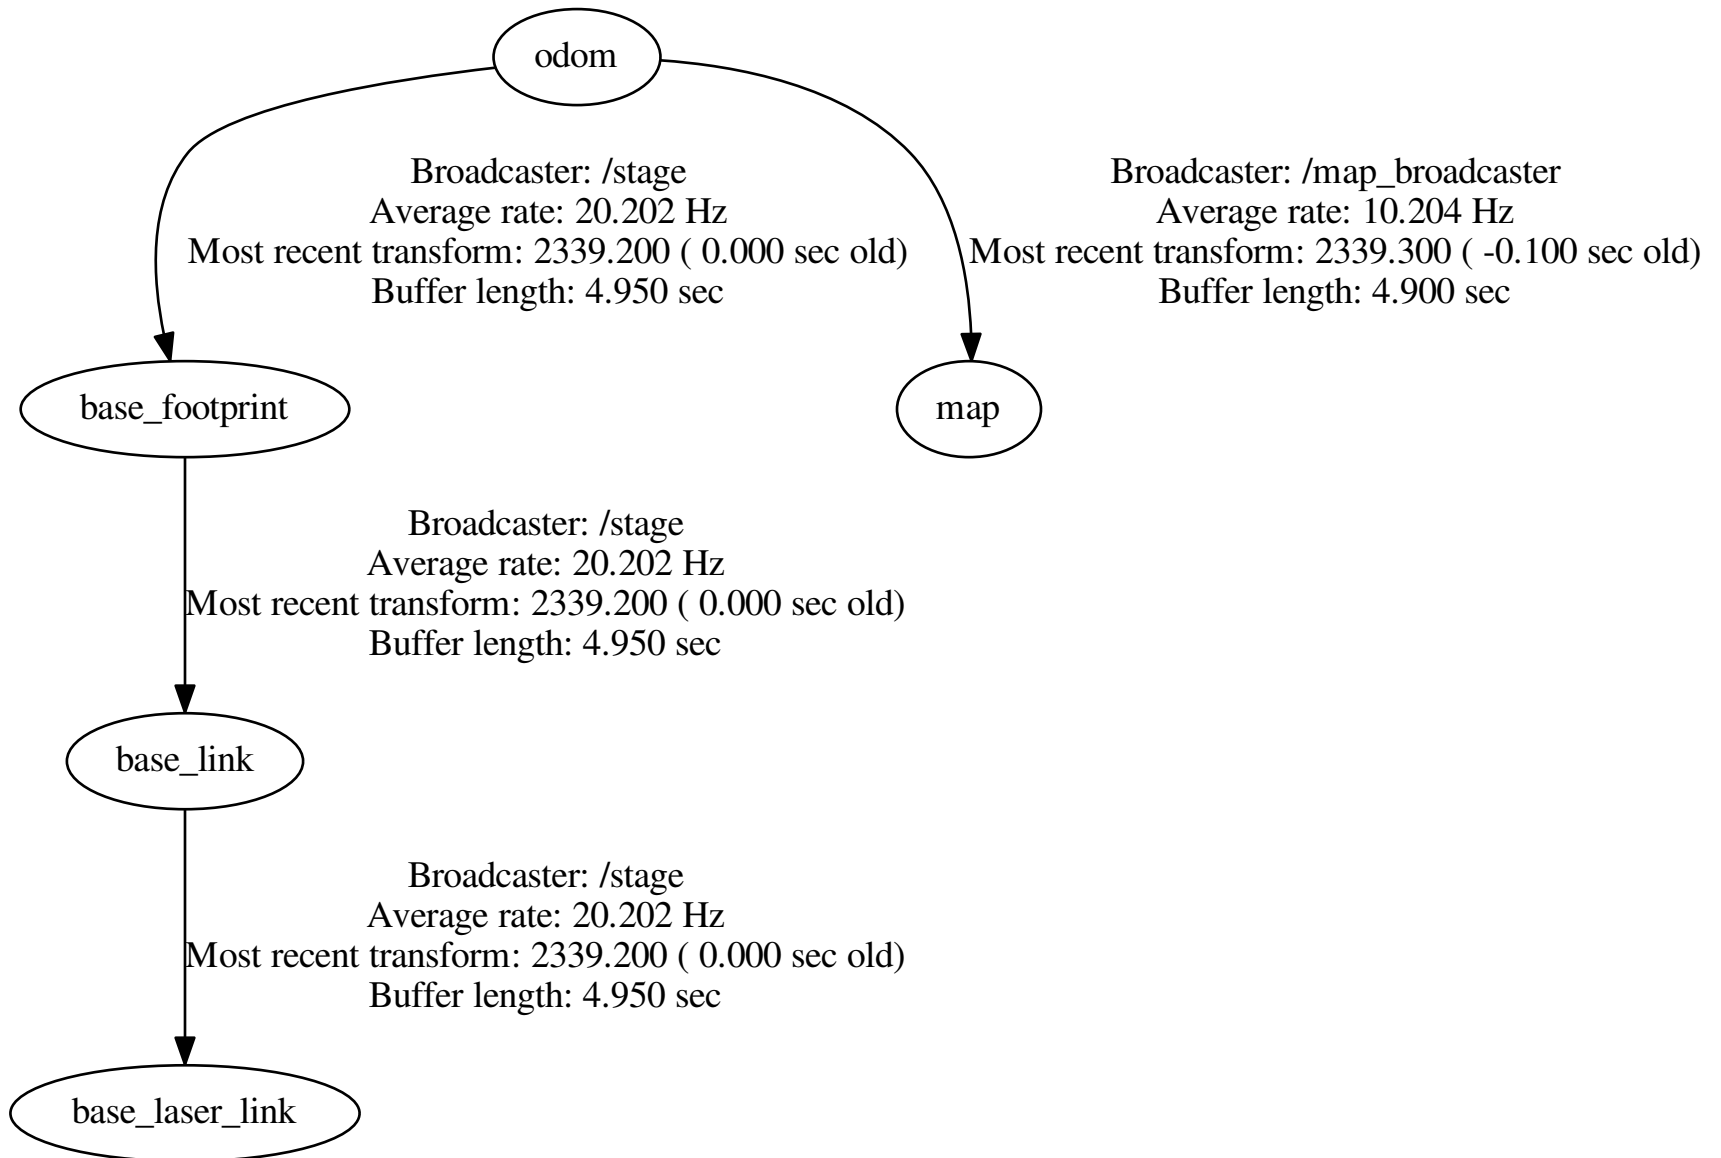 odom
Broadcaster: /stage
Average rate: 20.202 Hz
Most recent transform: 2339.200 ( 0.000 sec old)
Buffer length: 4.950 sec
Broadcaster: /map_broadcaster
Average rate: 10.204 Hz
Most recent transform: 2339.300 ( -0.100 sec old)
Buffer length: 4.900 sec
base_footprint
map
Broadcaster: /stage
Average rate: 20.202 Hz
Most recent transform: 2339.200 ( 0.000 sec old)
Buffer length: 4.950 sec
base_link
Broadcaster: /stage
Average rate: 20.202 Hz
Most recent transform: 2339.200 ( 0.000 sec old)
Buffer length: 4.950 sec
base_laser_link